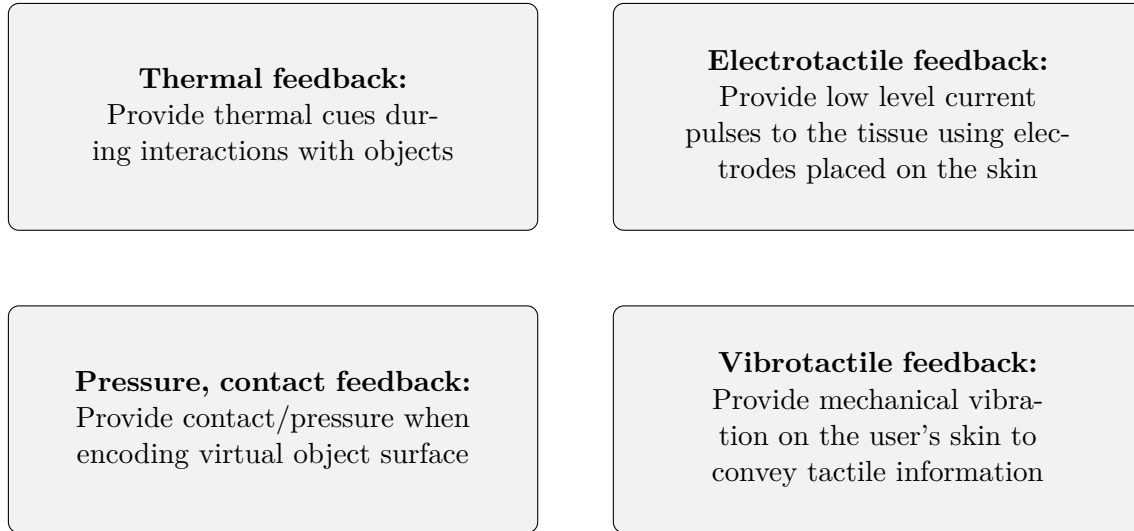 Thermal feedback:
Provide thermal cues dur-
ing interactions with objects
Electrotactile feedback:
Provide low level current
pulses to the tissue using elec-
trodes placed on the skin
Pressure, contact feedback:
Provide contact/pressure when
encoding virtual object surface
Vibrotactile feedback:
Provide mechanical vibra-
tion on the user's skin to
convey tactile information